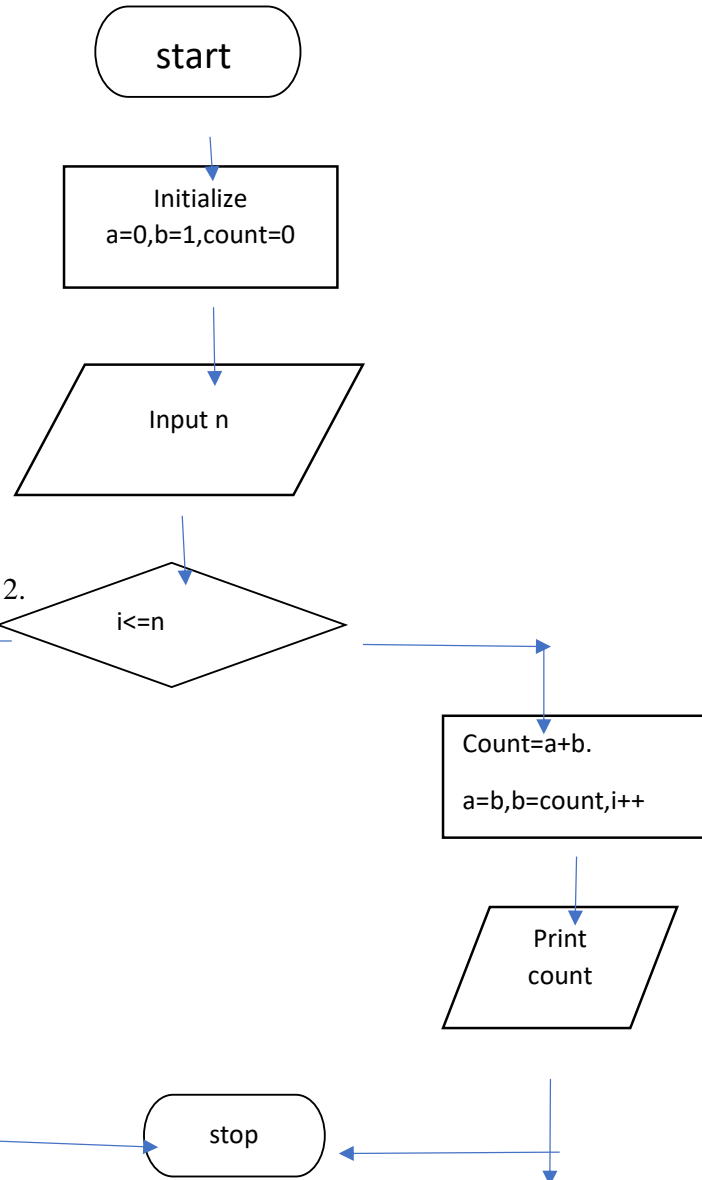 start
Initialize
a=0,b=1,count=0
Input n
2.
i<=n
Count=a+b.
a=b,b=count,i++
Print
count
stop